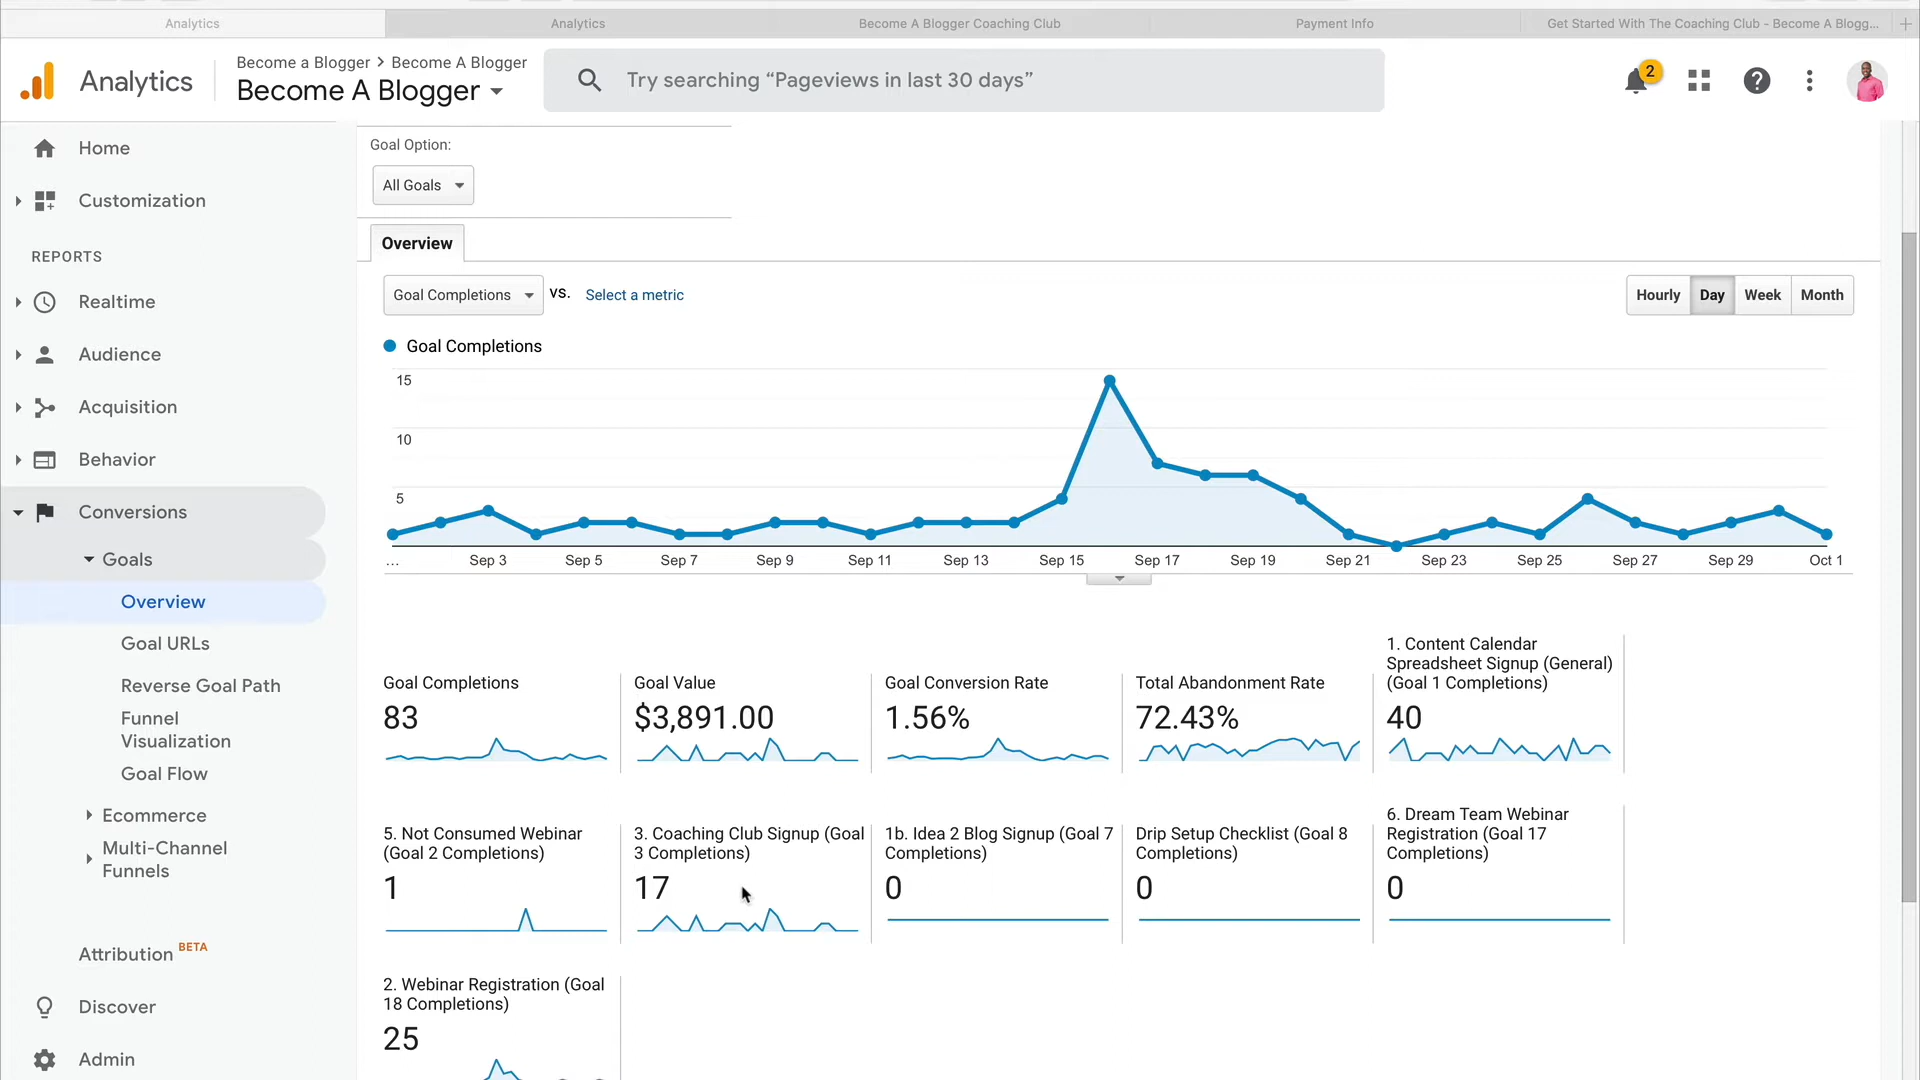 Analytics
Analytics
Become A Blogger Coaching Club
Payment Info
Get Started With The Coaching Club - Become A Blogg...
Analytics
Become a Blogger > Become A Blogger
Become A Blogger
Try searching “Pageviews in last 30 days”
2
Home
Customization
REPORTS
Realtime
Audience
Acquisition
Behavior
Conversions
Goals
Overview
Goal URLs
Reverse Goal Path
Funnel
Visualization
Goal Flow
Ecommerce
Multi-Channel
Funnels
Attribution BETA
Discover
Admin
Goal Option:
All Goals
Overview
Goal Completions
VS.
Select a metric
Hourly
Day
Week
Month
Goal Completions
15
10
5
...
Sep 3
Sep 5
Sep 7
Sep 9
Sep 11
Sep 13
Sep 15
Sep 17
Sep 19
Sep 21
Sep 23
Sep 25
Sep 27
Sep 29
Oct 1
Goal Completions
83
Goal Value
$3,891.00
Goal Conversion Rate
1.56%
Total Abandonment Rate
72.43%
1. Content Calendar
Spreadsheet Signup (General)
(Goal 1 Completions)
40
5. Not Consumed Webinar
(Goal 2 Completions)
1
3. Coaching Club Signup (Goal
3 Completions)
17
1b. Idea 2 Blog Signup (Goal 7
Completions)
0
Drip Setup Checklist (Goal 8
Completions)
0
6. Dream Team Webinar
Registration (Goal 17
Completions)
0
2. Webinar Registration (Goal
18 Completions)
25